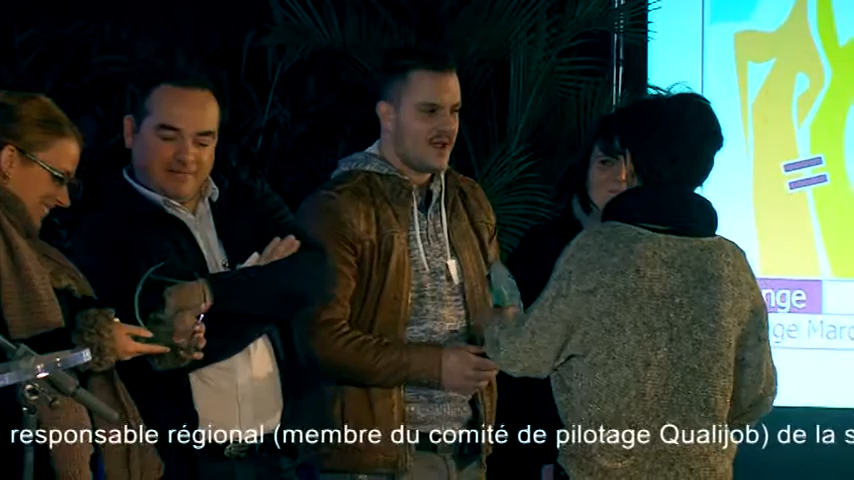 nge
ge Marc
responsable régional (membre du comité de pilotage Qualijob) de la s